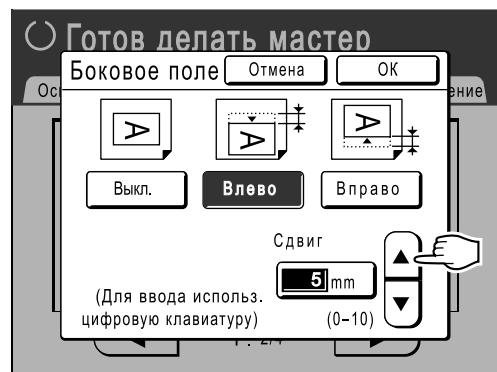 Готов делать мастер
Боковое поле
Отмена
OK
Выкл.
Влево
Вправо
Сдвиг
5 mm
(Для ввода использ.
цифровую клавиатуру)
(0–10)